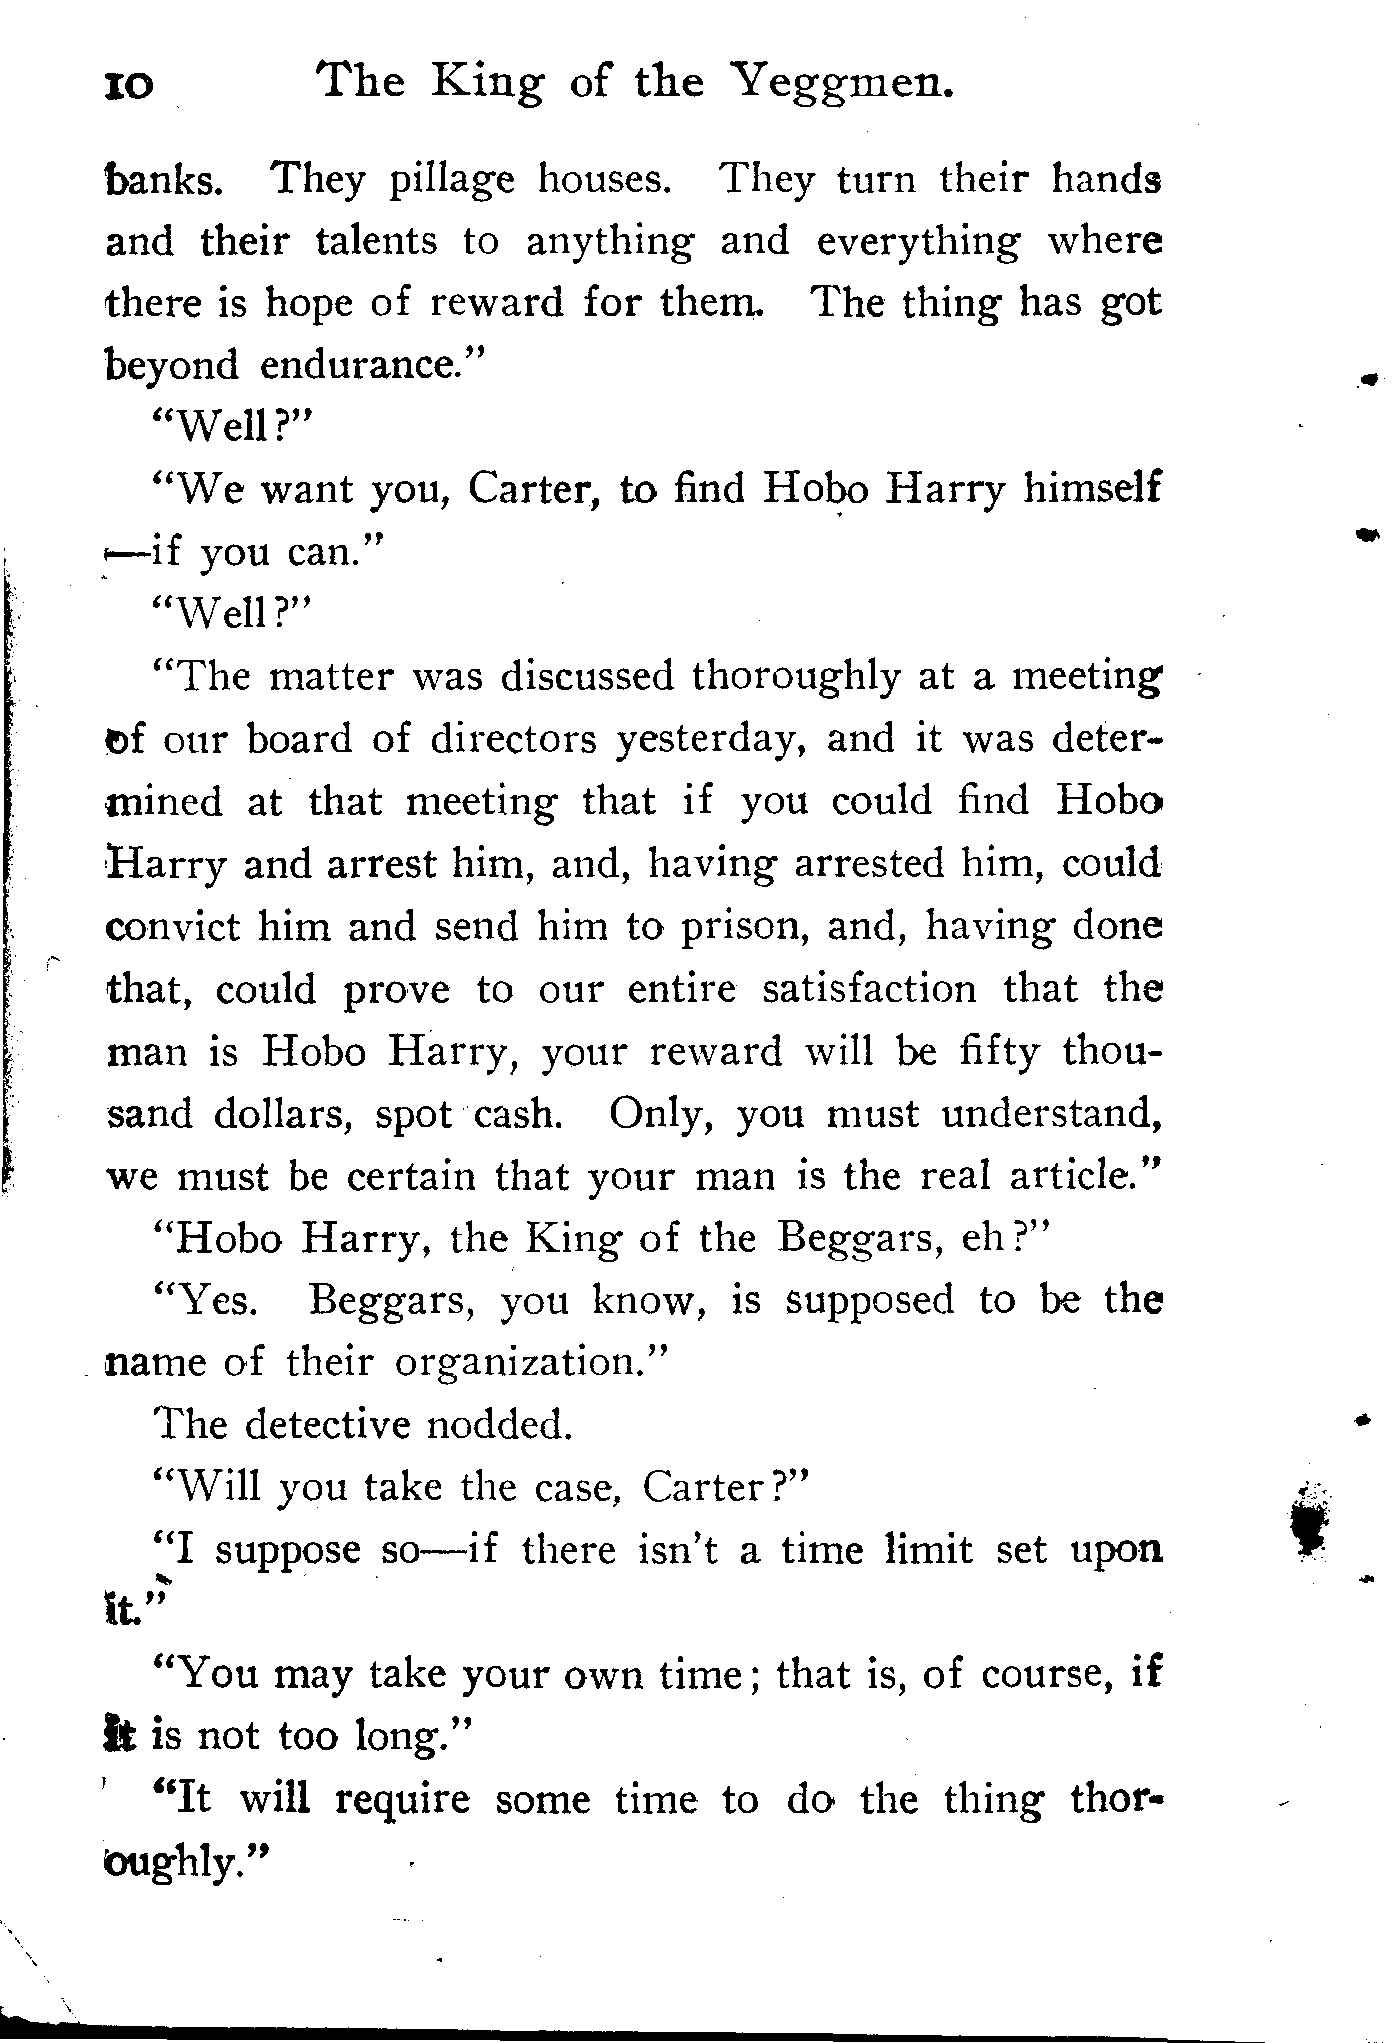 10 The King of the Yeggmen.
banks. They pillage houses. They turn their hands
and their talents to anything and everything where
there is hope of reward for them. The thing has got
beyond endurance."
"Well?"
"We want you, Carter, to find Hobo Harry himself
—if you can."
"Well?"
"The matter was discussed thoroughly at a meeting
of our board of directors yesterday, and it was deter-
mined at that meeting that if you could find Hobo
Harry and arrest him, and, having arrested him, could
convict him and send him to prison, and, having done
that, could prove to our entire satisfaction that the
man is Hobo Harry, your reward will be fifty thou-
sand dollars, spot cash. Only, you must understand,
we must be certain that your man is the real article."
"Hobo Harry, the King of the Beggars, eh?"
"Yes. Beggars, you know, is supposed to be the
name of their organization."
The detective nodded.
"Will you take the case, Carter?"
"I suppose so—if there isn't a time limit set upon
it."
"You may take your own time; that is, of course, if
it is not too long."
"It will require some time to do the thing thor-
oughly."